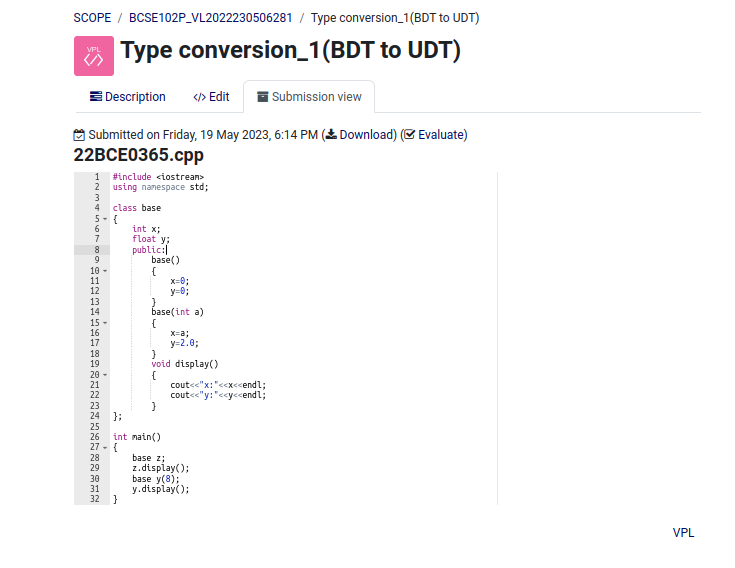 SCOPE / BCSE102P_VL2022230506281 / Type conversion_1(BDT to UDT)
VPL
</>
Type conversion_1(BDT to UDT)
Description </> Edit Submission view
Submitted on Friday, 19 May 2023, 6:14 PM (Download) (Evaluate)
22BCE0365.cpp
1 #include <iostream>
2 using namespace std;
3
4 class base
5 {
6 int x;
7 float y;
8 public:
9 base()
10 {
11 x=0;
12 y=0;
13 }
14 base(int a)
15 {
16 x=a;
17 y=2.0;
18 }
19 void display()
20 {
21 cout<<"x:"<<x<<endl;
22 cout<<"y:"<<y<<endl;
23 }
24 };
25
26 int main()
27 {
28 base z;
29 z.display();
30 base y(8);
31 y.display();
32 }
VPL